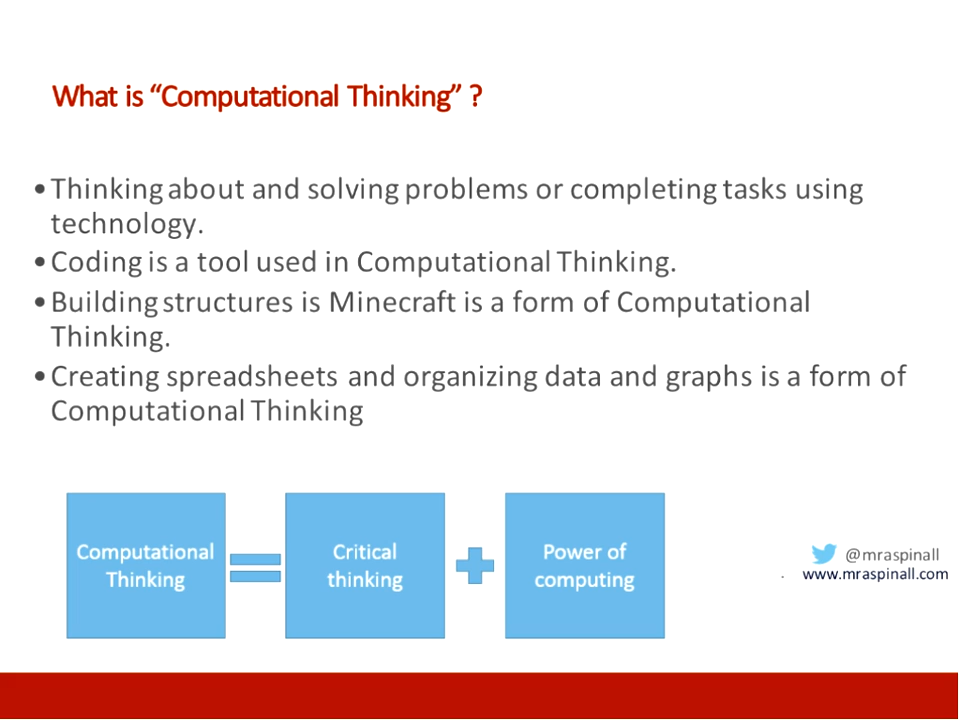 What is “Computational Thinking” ?
•Thinking about and solving problems or completing tasks using
technology.
•Coding is a tool used in Computational Thinking.
•Building structures is Minecraft is a form of Computational
Thinking.
•Creating spreadsheets and organizing data and graphs is a form of
Computational Thinking
Computational
Thinking
=
Critical
thinking
+
Power of
computing
@mraspinall
. www.mraspinall.com